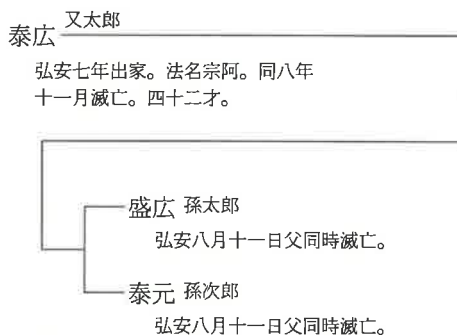 泰広 又太郎
弘安七年出家。法名宗阿。同八年
十一月滅亡。四十二才。
盛広 孫太郎
弘安八月十一日父同時滅亡。
泰元 孫次郎
弘安八月十一日父同時滅亡。